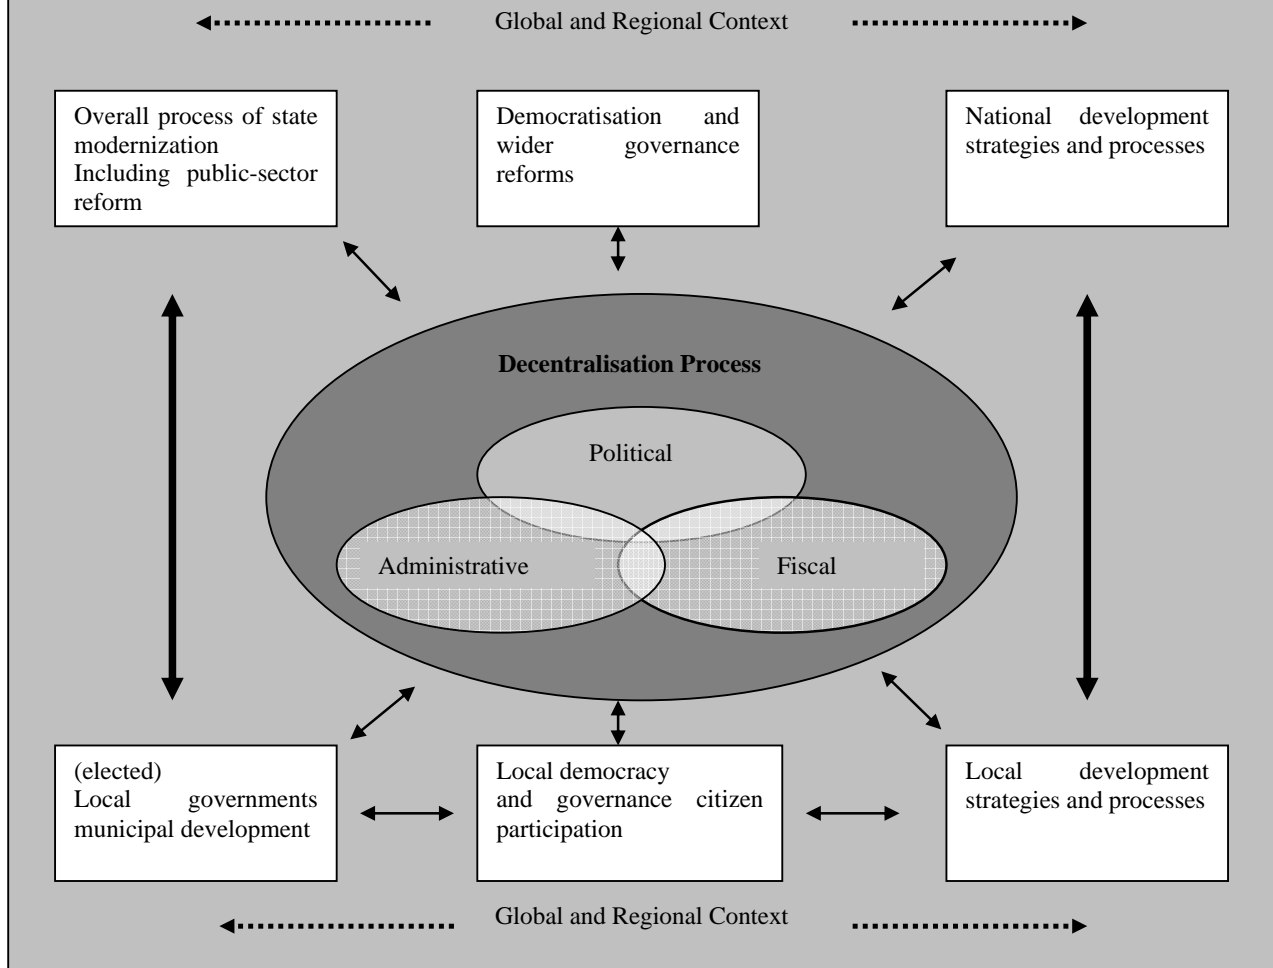 Global and Regional Context
Overall process of state
modernization
Including public-sector
reform
Democratisation and
wider governance
reforms
National development
strategies and processes
Decentralisation Process
Political
Administrative
Fiscal
(elected)
Local governments
municipal development
Local democracy
and governance citizen
participation
Local development
strategies and processes
Global and Regional Context